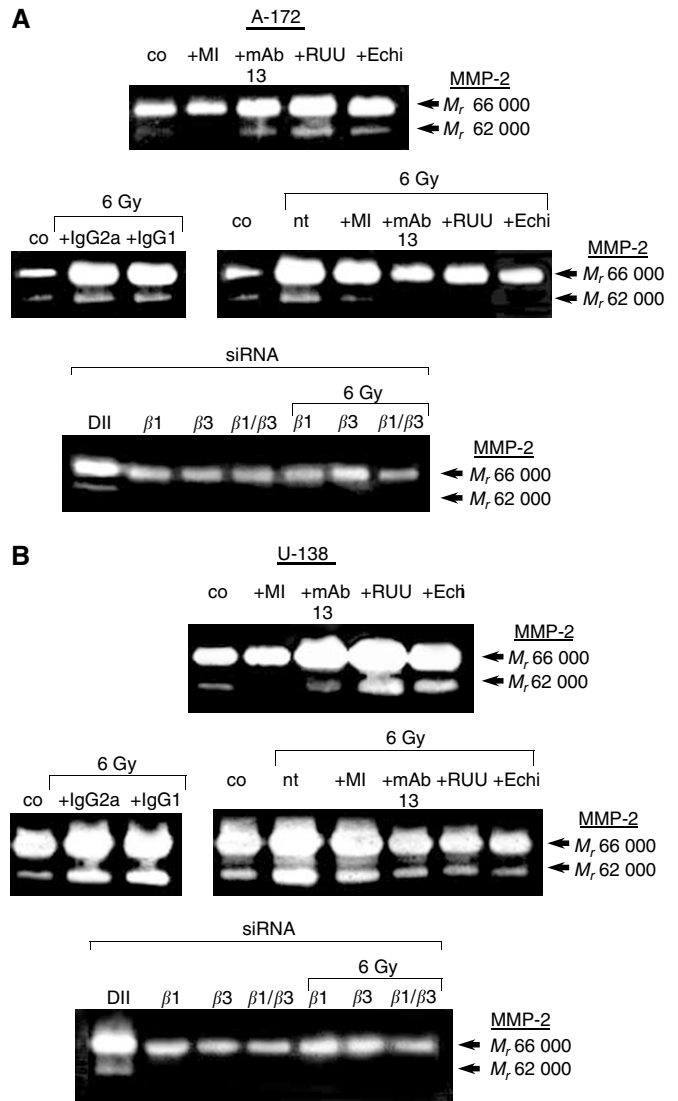 A
A-172
co +MI +mAb 13 +RUU +Echi
MMP-2
Mr 66 000
Mr 62 000
6 Gy
co +IgG2a +IgG1
6 Gy
co nt +MI +mAb 13 +RUU +Echi
MMP-2
Mr 66 000
Mr 62 000
siRNA
6 Gy
DII β1 β3 β1/β3 β1 β3 β1/β3
MMP-2
Mr 66 000
Mr 62 000
B
U-138
co +MI +mAb 13 +RUU +Echi
MMP-2
Mr 66 000
Mr 62 000
6 Gy
co +IgG2a +IgG1
6 Gy
co nt +MI +mAb 13 +RUU +Echi
MMP-2
Mr 66 000
Mr 62 000
siRNA
6 Gy
DII β1 β3 β1/β3 β1 β3 β1/β3
MMP-2
Mr 66 000
Mr 62 000